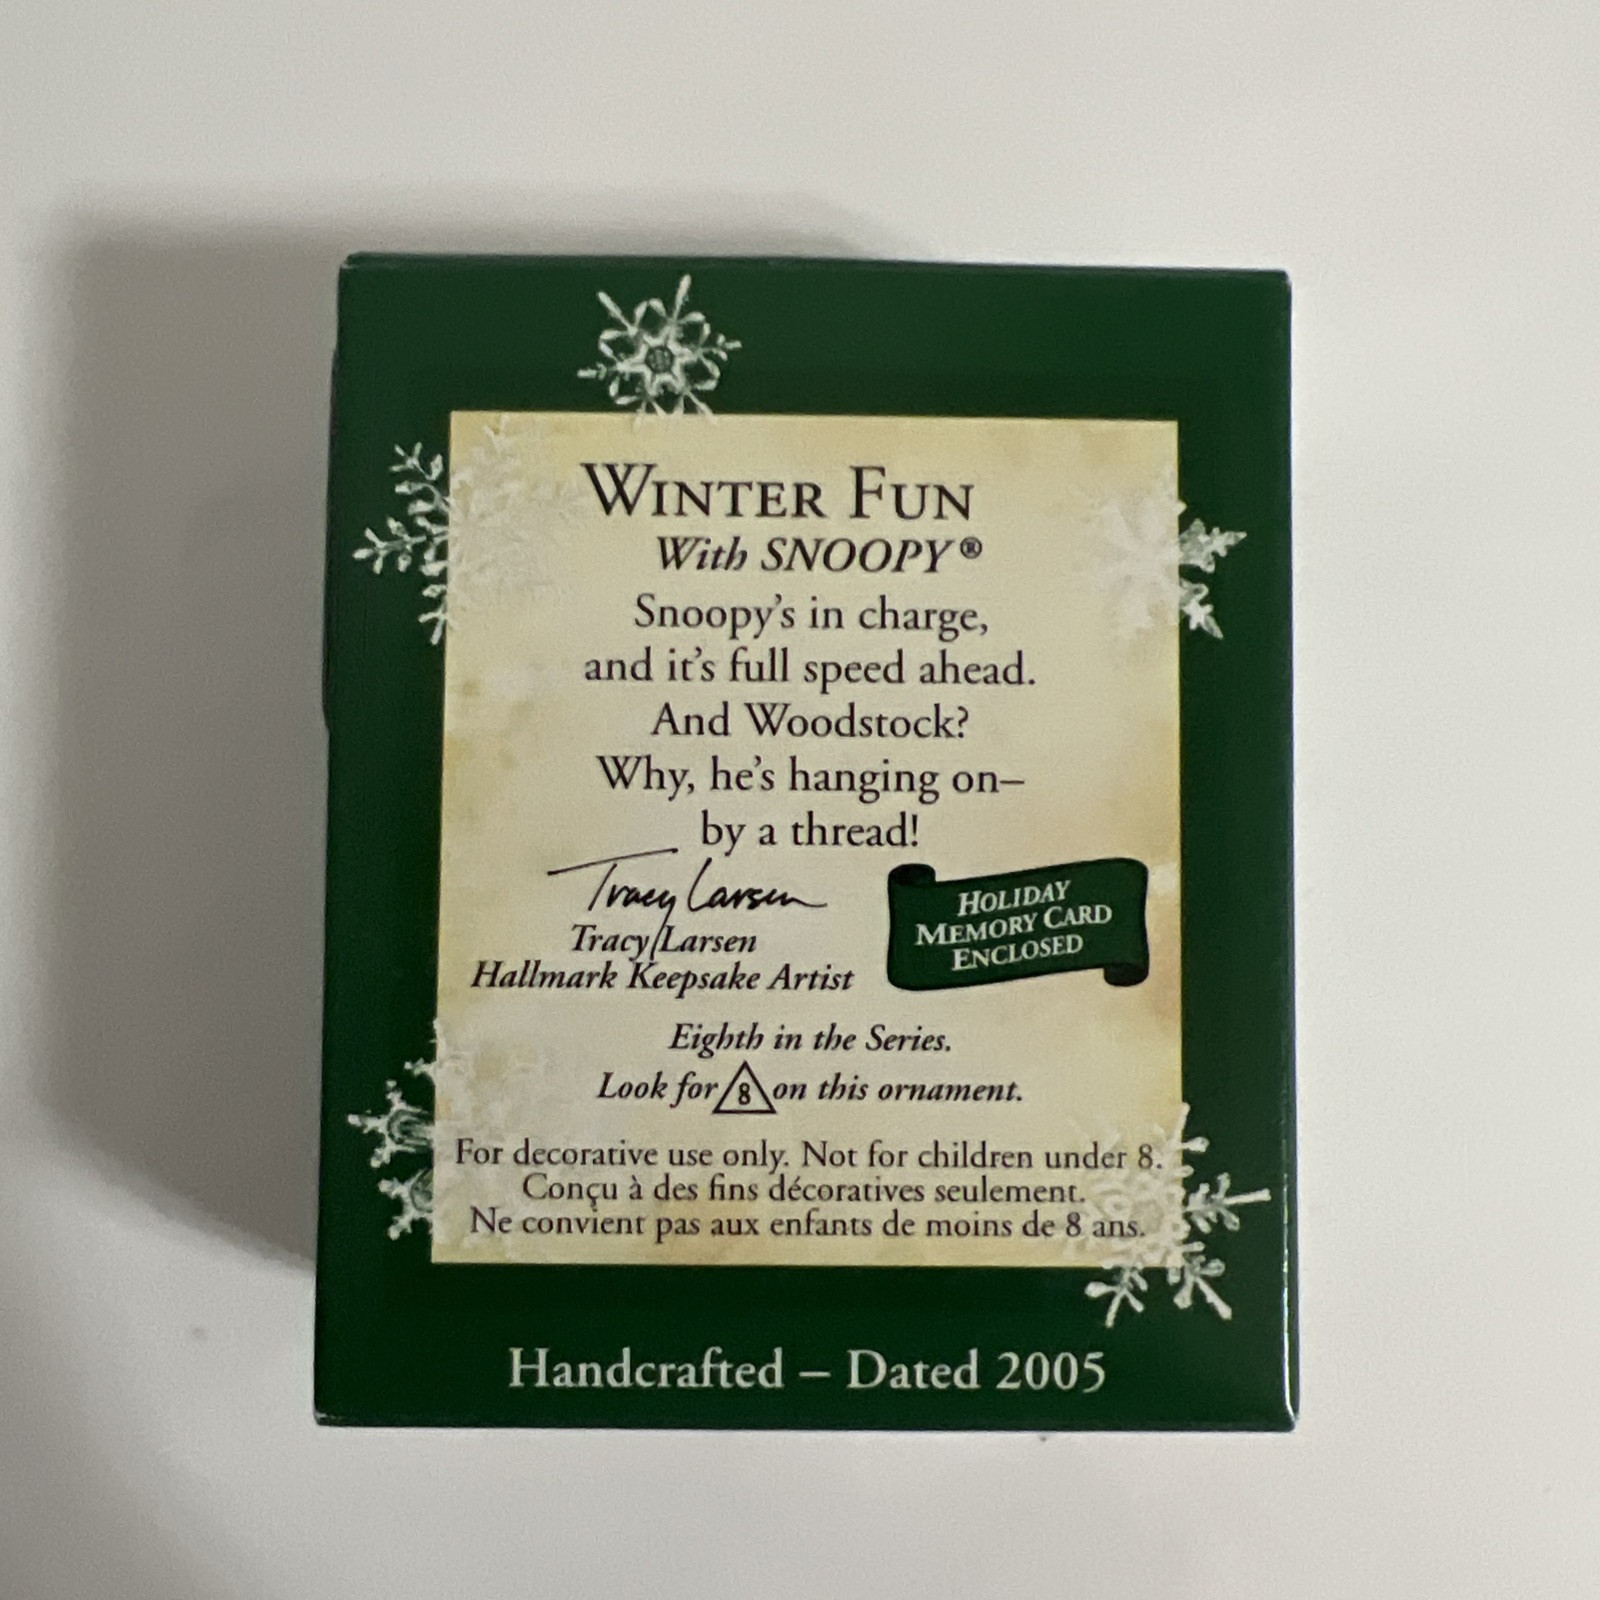 WINTER FUN
With SNOOPY®
Snoopy's in charge,
and it's full speed ahead.
And Woodstock?
Why, he's hanging on–
by a thread!
Tracy Larsen
Tracy Larsen
Hallmark Keepsake Artist
HOLIDAY
MEMORY CARD
ENCLOSED
Eighth in the Series.
Look for 8 on this ornament.
For decorative use only. Not for children under 8.
Conçu à des fins décoratives seulement.
Ne convient pas aux enfants de moins de 8 ans.
Handcrafted – Dated 2005